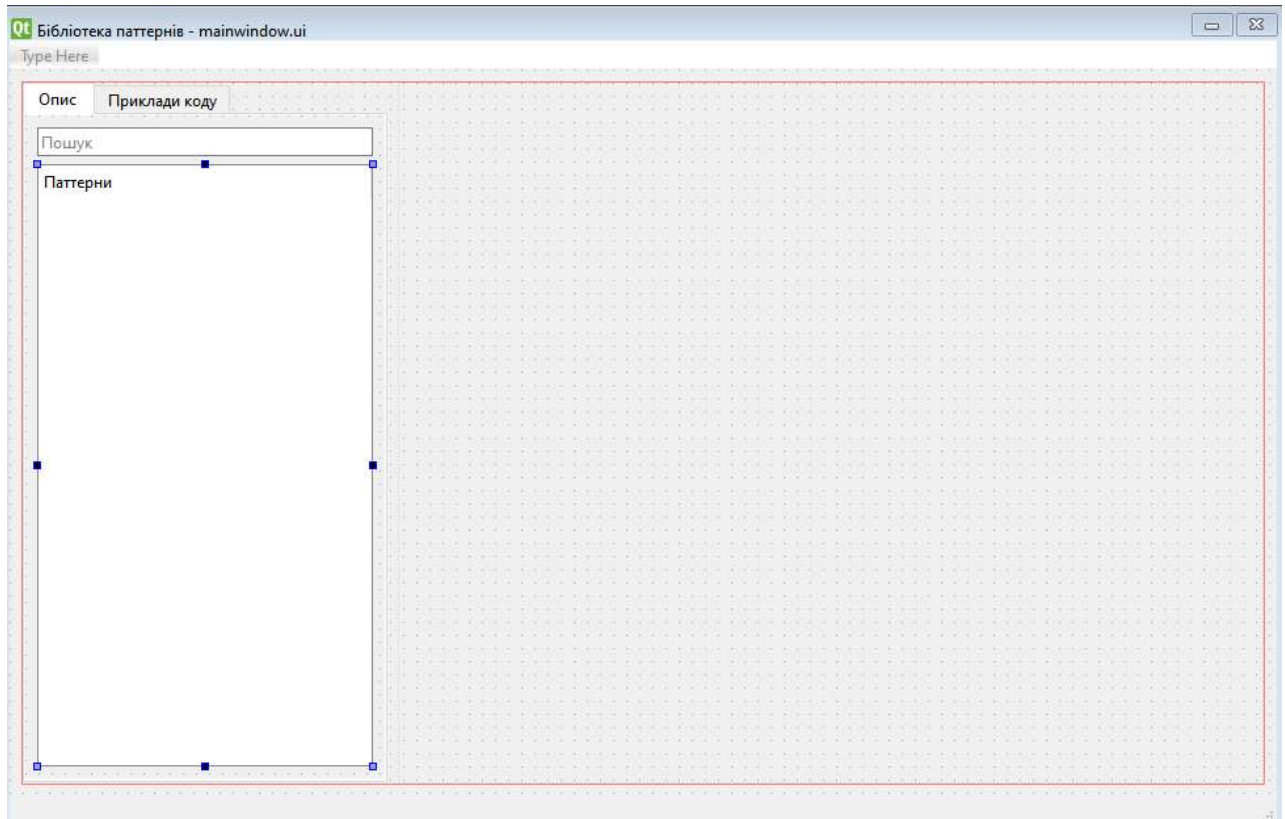 Qt Бібліотека паттернів - mainwindow.ui
Type Here
Опис Приклади коду
Пошук
Паттерни